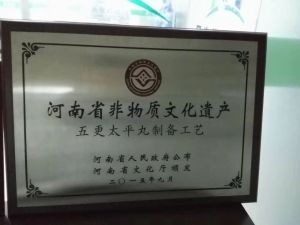 河南省非物质文化遗产
五更太平丸制备工艺
河南省人民政府公布
河南省文化厅颁发
二〇一五年九月